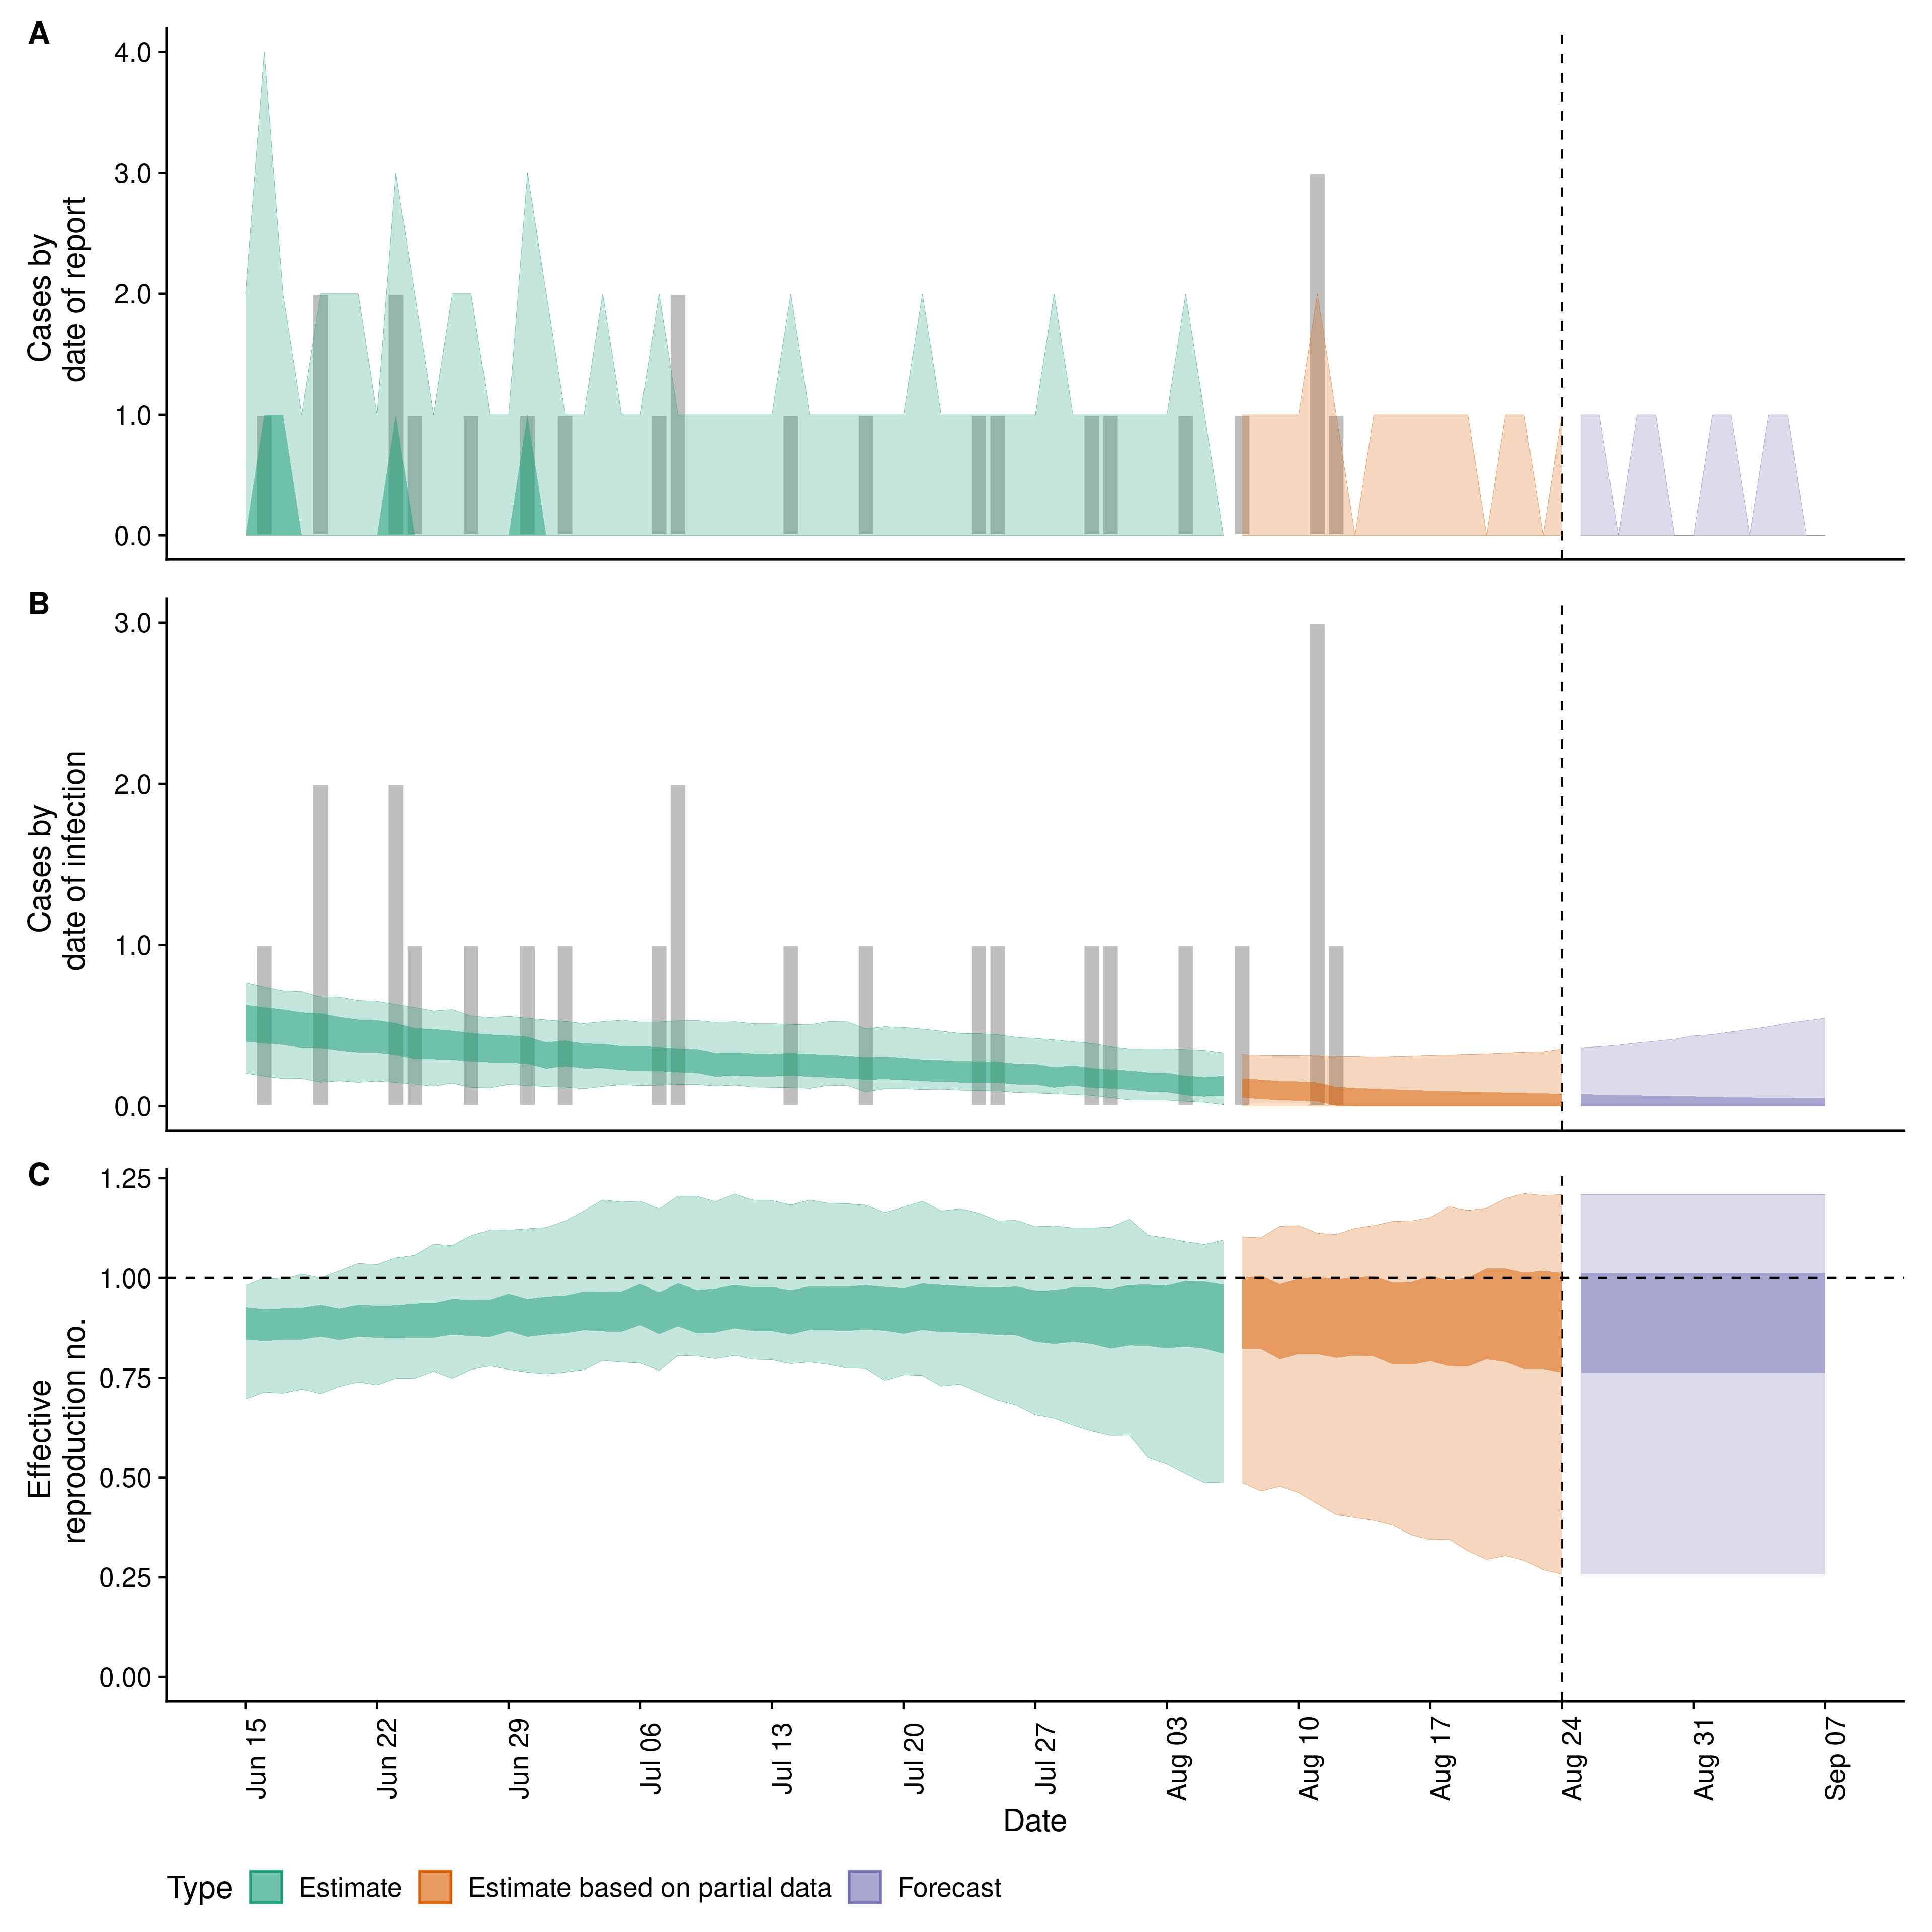 A
Cases by
date of report
4.0
3.0
2.0
1.0
0.0
B
Cases by
date of infection
3.0
2.0
1.0
0.0
C
Effective
reproduction no.
1.25
1.00
0.75
0.50
0.25
0.00
Jun 15
Jun 22
Jun 29
Jul 06
Jul 13
Jul 20
Jul 27
Aug 03
Aug 10
Aug 17
Aug 24
Aug 31
Sep 07
Date
Type Estimate Estimate based on partial data Forecast